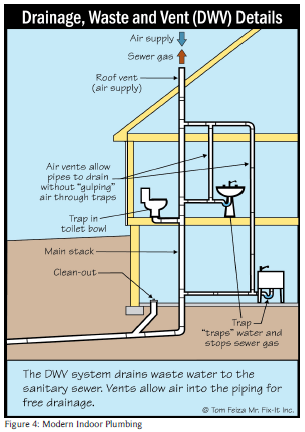 Drainage, Waste and Vent (DWV) Details
Air supply
Sewer gas
Roof vent
(air supply)
Air vents allow
pipes to drain
without "gulping"
air through traps
Trap in
toilet bowl
Main stack
Clean-out
Trap
"traps" water and
stops sewer gas
The DWV system drains waste water to the
sanitary sewer. Vents allow air into the piping for
free drainage.
© Tom Feiza Mr. Fix-It Inc.
Figure 4: Modern Indoor Plumbing